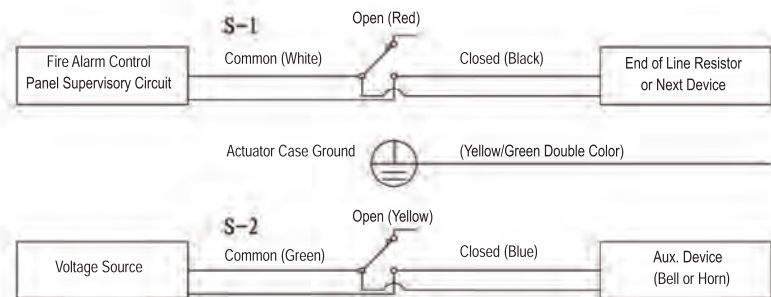 S-1
Open (Red)
Fire Alarm Control
Panel Supervisory Circuit
Common (White)
Closed (Black)
End of Line Resistor
or Next Device
Actuator Case Ground
(Yellow/Green Double Color)
S-2
Open (Yellow)
Voltage Source
Common (Green)
Closed (Blue)
Aux. Device
(Bell or Horn)